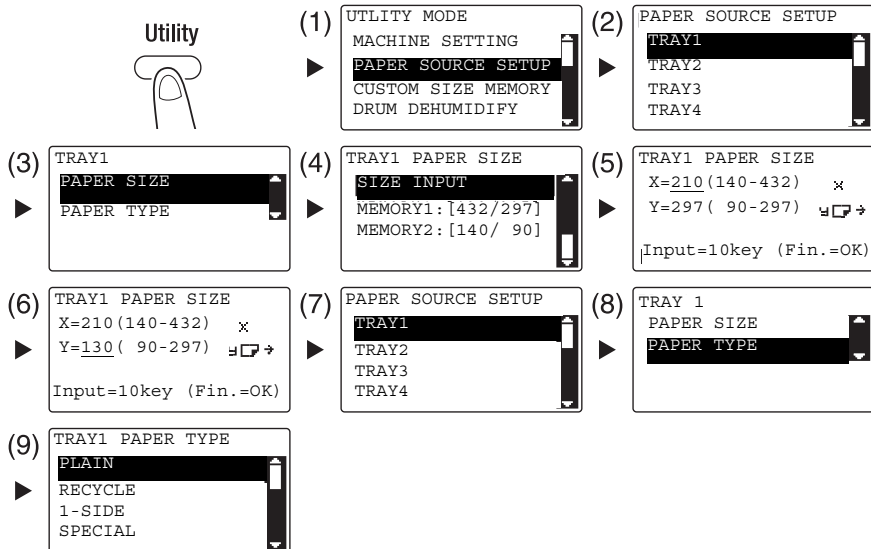 Utility
(1)
UTLITY MODE
MACHINE SETTING
PAPER SOURCE SETUP
CUSTOM SIZE MEMORY
DRUM DEHUMIDIFY
(2)
PAPER SOURCE SETUP
TRAY1
TRAY2
TRAY3
TRAY4
(3)
TRAY1
PAPER SIZE
PAPER TYPE
(4)
TRAY1 PAPER SIZE
SIZE INPUT
MEMORY1:[432/297]
MEMORY2:[140/ 90]
(5)
TRAY1 PAPER SIZE
X=210(140-432) x
Y=297( 90-297) y
Input=10key (Fin.=OK)
(6)
TRAY1 PAPER SIZE
X=210(140-432) x
Y=130( 90-297) y
Input=10key (Fin.=OK)
(7)
PAPER SOURCE SETUP
TRAY1
TRAY2
TRAY3
TRAY4
(8)
TRAY 1
PAPER SIZE
PAPER TYPE
(9)
TRAY1 PAPER TYPE
PLAIN
RECYCLE
1-SIDE
SPECIAL